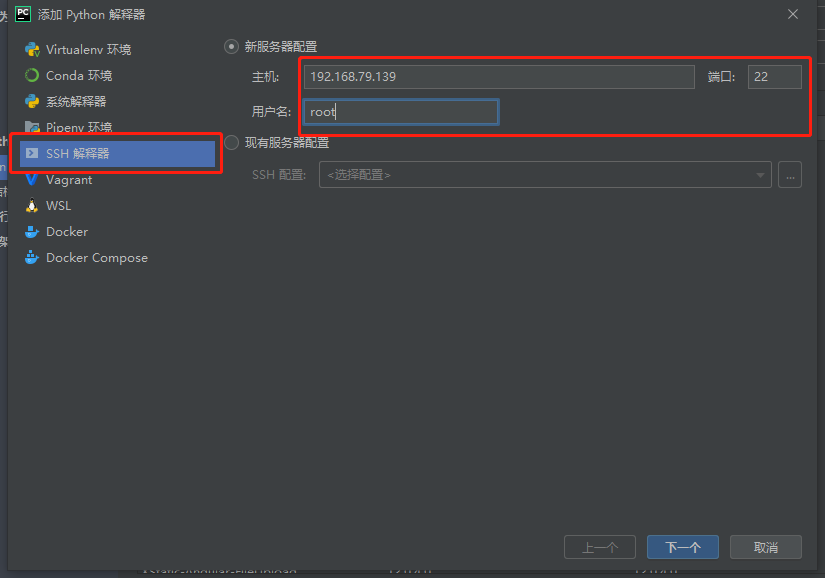 PC 添加 Python 解释器
Virtualenv 环境
Conda 环境
系统解释器
Pipenv 环境
SSH 解释器
Vagrant
WSL
Docker
Docker Compose
新服务器配置
主机: 192.168.79.139 端口: 22
用户名: root
现有服务器配置
SSH 配置: <选择配置> ...
上一个 下一个 取消